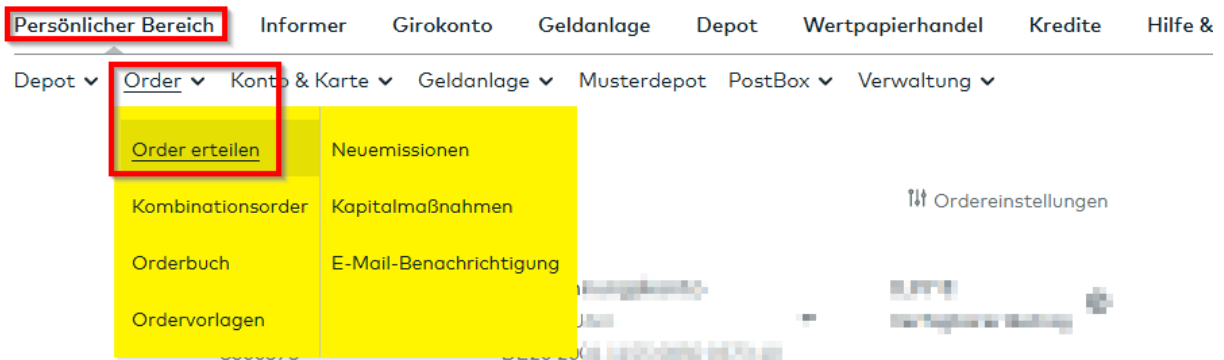 Persönlicher Bereich Informer Girokonto Geldanlage Depot Wertpapierhandel Kredite Hilfe &
Depot Order Konto & Karte Geldanlage Musterdepot PostBox Verwaltung
Order erteilen Neuemissionen
Kombinationsorder Kapitalmaßnahmen
Ordereinstellungen
Orderbuch E-Mail-Benachrichtigung
Ordervorlagen